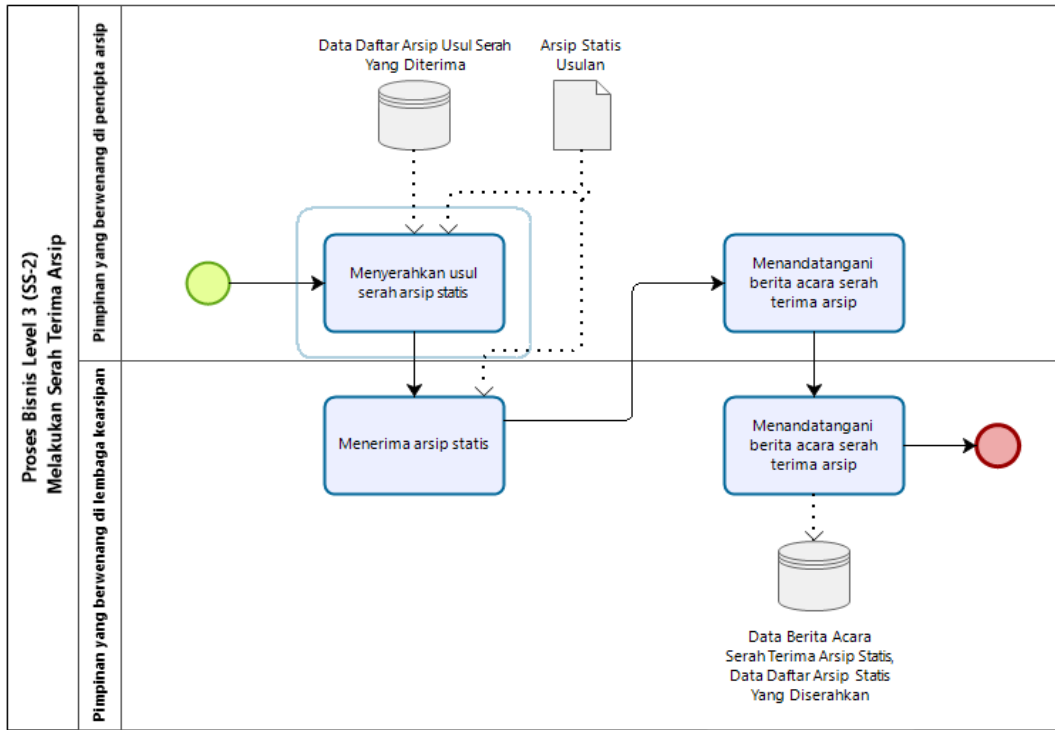 Proses Bisnis Level 3 (SS-2)
Melakukan Serah Terima Arsip
Pimpinan yang berwenang di pencipta arsip
Data Daftar Arsip Usul Serah
Yang Diterima
Arsip Statis
Usulan
Menyerahkan usul
serah arsip statis
Menandatangani
berita acara serah
terima arsip
Pimpinan yang berwenang di lembaga kearsipan
Menerima arsip statis
Menandatangani
berita acara serah
terima arsip
Data Berita Acara
Serah Terima Arsip Statis,
Data Daftar Arsip Statis
Yang Diserahkan